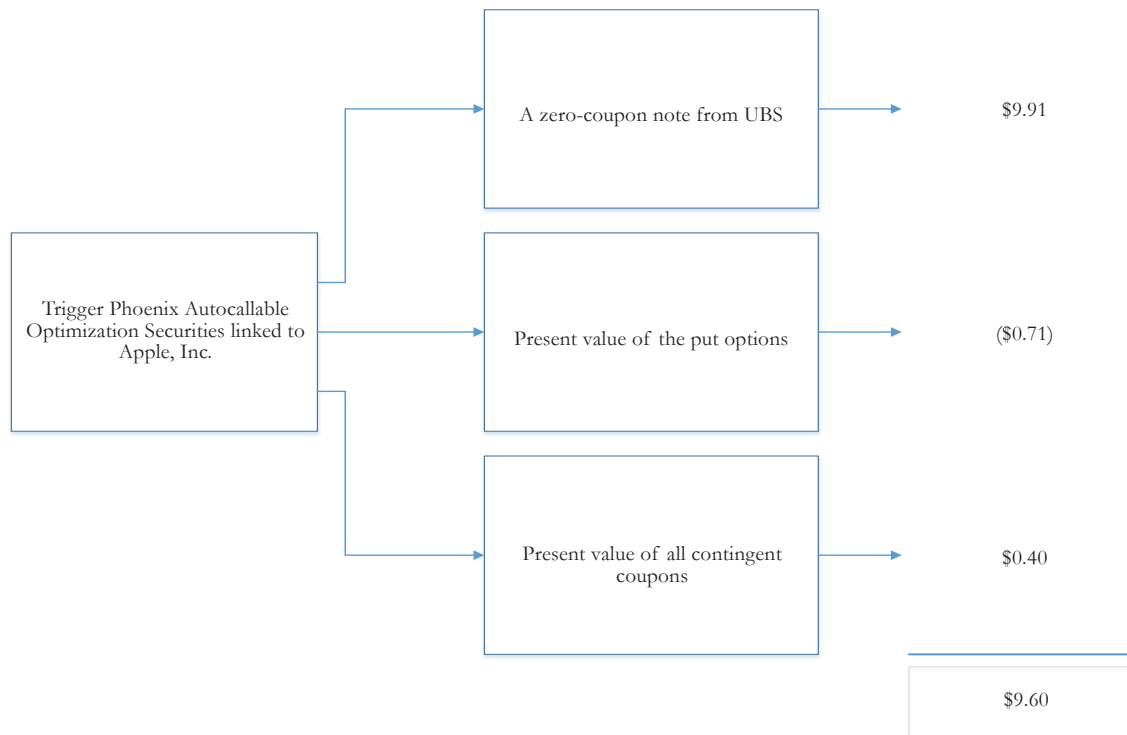 A zero-coupon note from UBS
$9.91
Trigger Phoenix Autocallable
Optimization Securities linked to
Apple, Inc.
Present value of the put options
($0.71)
Present value of all contingent
coupons
$0.40
$9.60